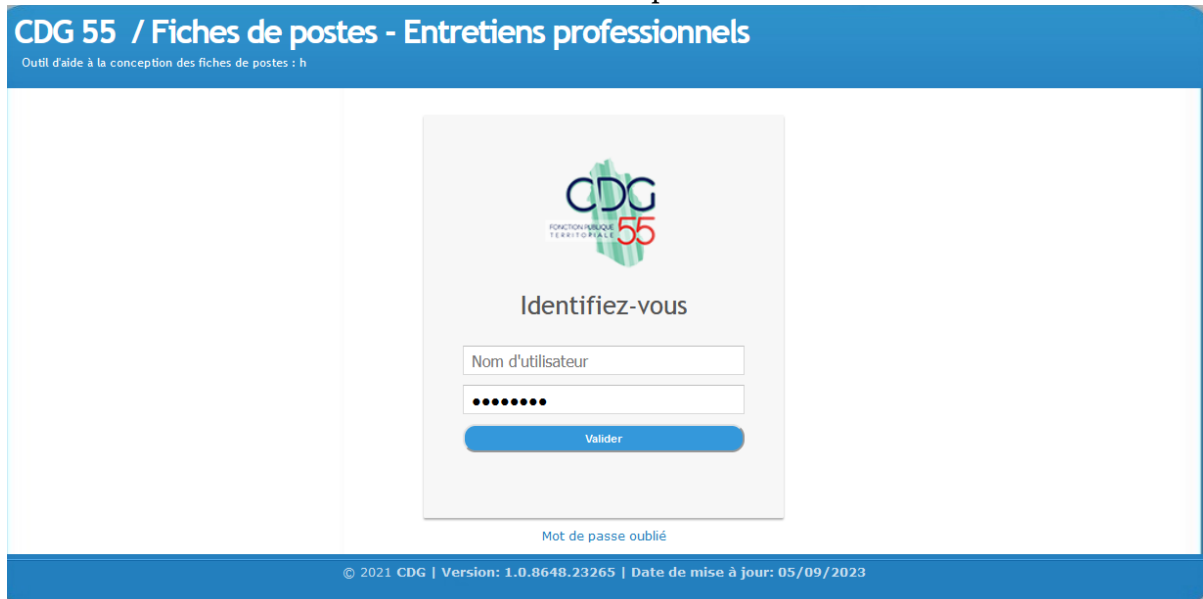 CDG 55 / Fiches de postes - Entretiens professionnels
Outil d'aide à la conception des fiches de postes : h
CDG
FONCTION PUBLIQUE
TERRITORIALE 55
Identifiez-vous
Nom d'utilisateur
••••••••
Valider
Mot de passe oublié
© 2021 CDG | Version: 1.0.8648.23265 | Date de mise à jour: 05/09/2023